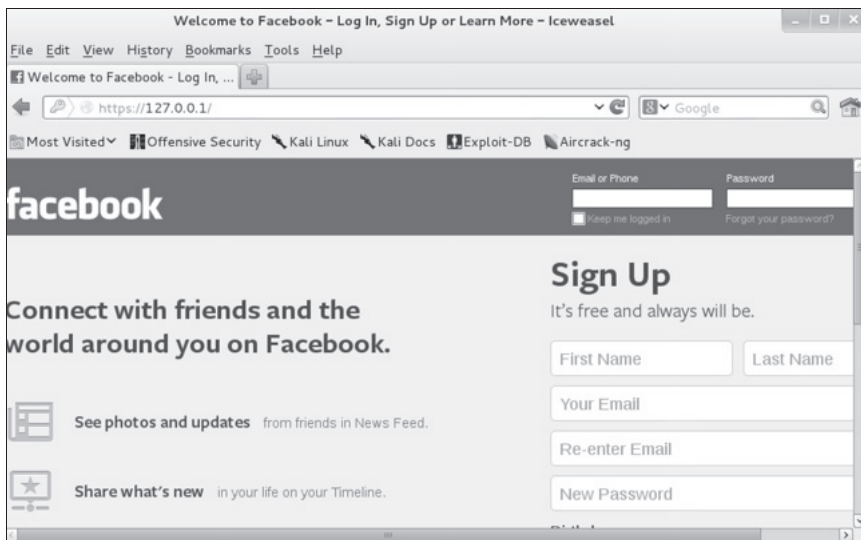 Welcome to Facebook – Log In, Sign Up or Learn More – Iceweasel
File Edit View History Bookmarks Tools Help
Welcome to Facebook - Log In, ...
https://127.0.0.1/
Google
Most Visited Offensive Security Kali Linux Kali Docs Exploit-DB Aircrack-ng
Email or Phone Password
facebook
Keep me logged in Forgot your password?
Sign Up
It's free and always will be.
Connect with friends and the
world around you on Facebook.
First Name Last Name
Your Email
See photos and updates from friends in News Feed.
Re-enter Email
Share what's new in your life on your Timeline.
New Password